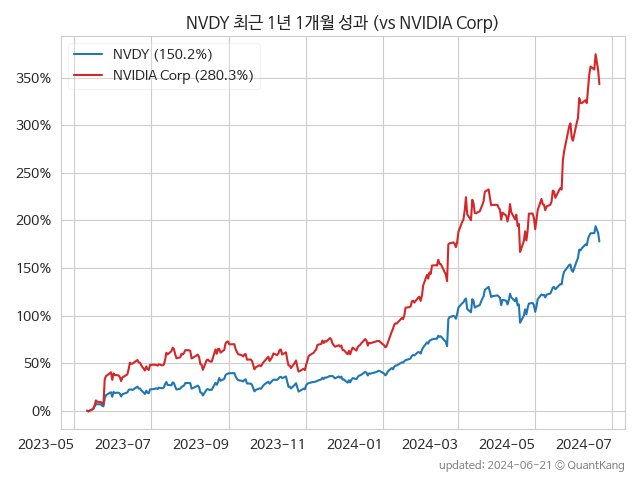 NVDY 최근 1년 1개월 성과 (vs NVIDIA Corp)
NVDY (150.2%)
NVIDIA Corp (280.3%)
350%
300%
250%
200%
150%
100%
50%
0%
2023-05 2023-07 2023-09 2023-11 2024-01 2024-03 2024-05 2024-07
updated: 2024-06-21 ⓒ QuantKang